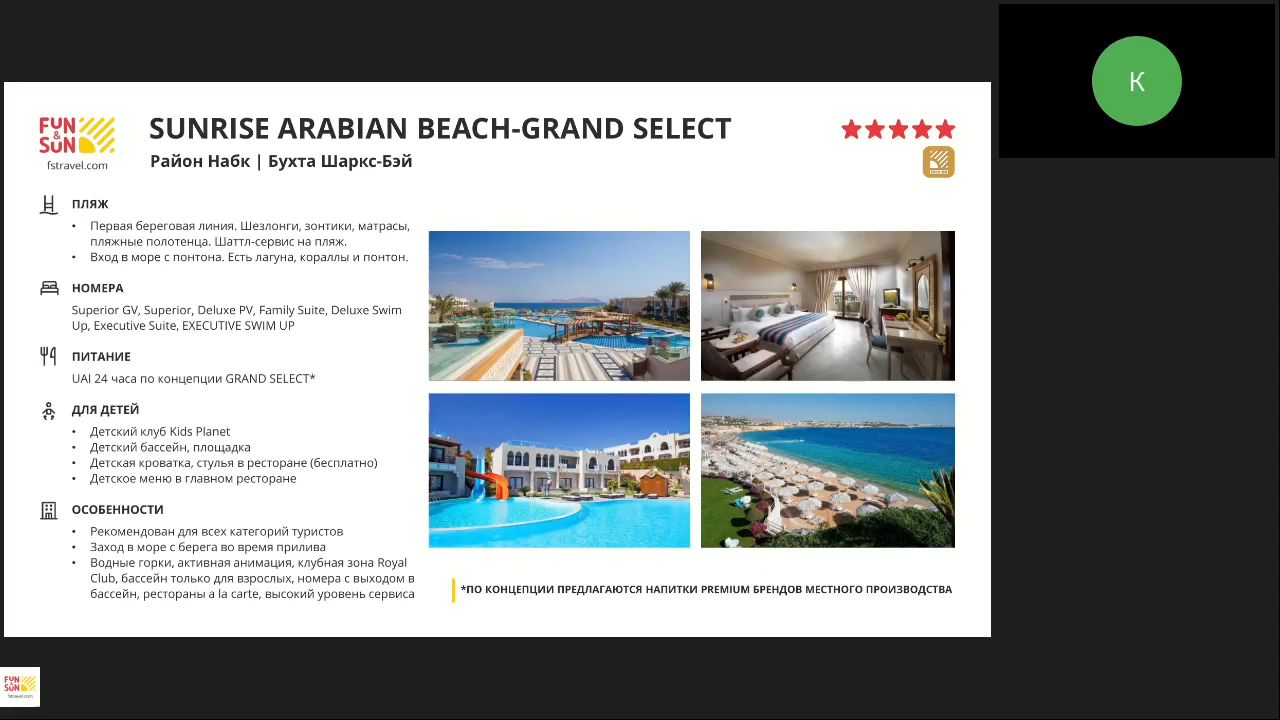 K
FUN
&
SUN
fstravel.com
SUNRISE ARABIAN BEACH-GRAND SELECT
Район Набк | Бухта Шаркс-Бэй
ПЛЯЖ
• Первая береговая линия. Шезлонги, зонтики, матрасы,
пляжные полотенца. Шаттл-сервис на пляж.
• Вход в море с понтона. Есть лагуна, кораллы и понтон.
НОМЕРА
Superior GV, Superior, Deluxe PV, Family Suite, Deluxe Swim
Up, Executive Suite, EXECUTIVE SWIM UP
ПИТАНИЕ
UAI 24 часа по концепции GRAND SELECT*
ДЛЯ ДЕТЕЙ
• Детский клуб Kids Planet
• Детский бассейн, площадка
• Детская кроватка, стулья в ресторане (бесплатно)
• Детское меню в главном ресторане
ОСОБЕННОСТИ
• Рекомендован для всех категорий туристов
• Заход в море с берега во время прилива
• Водные горки, активная анимация, клубная зона Royal
Club, бассейн только для взрослых, номера с выходом в
бассейн, рестораны a la carte, высокий уровень сервиса
*ПО КОНЦЕПЦИИ ПРЕДЛАГАЮТСЯ НАПИТКИ PREMIUM БРЕНДОВ МЕСТНОГО ПРОИЗВОДСТВА
FUN
&
SUN
fstravel.com